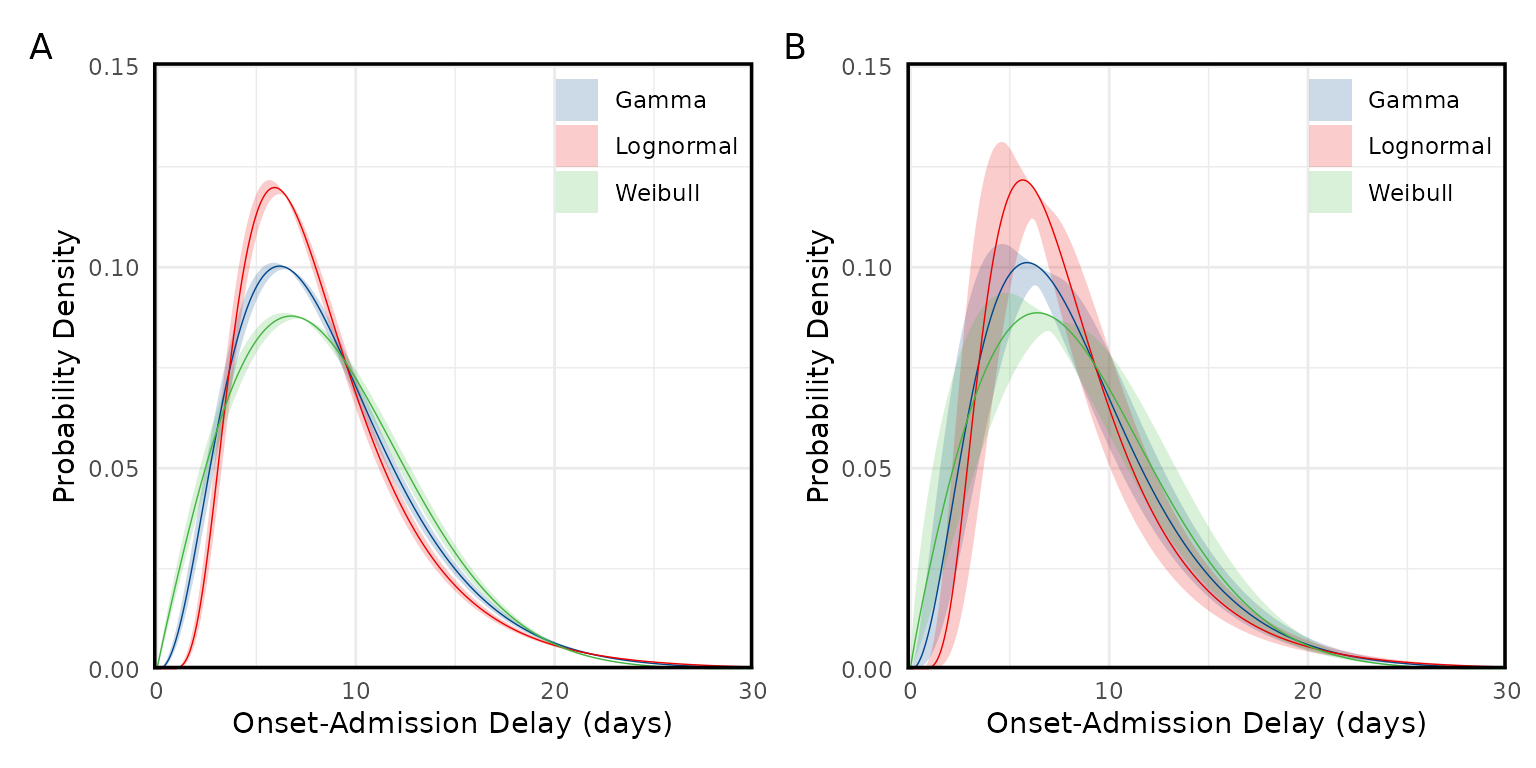 A
0.15
0.10
0.05
0.00
Probability Density
Gamma
Lognormal
Weibull
0 10 20 30
Onset-Admission Delay (days)
B
0.15
0.10
0.05
0.00
Probability Density
Gamma
Lognormal
Weibull
0 10 20 30
Onset-Admission Delay (days)